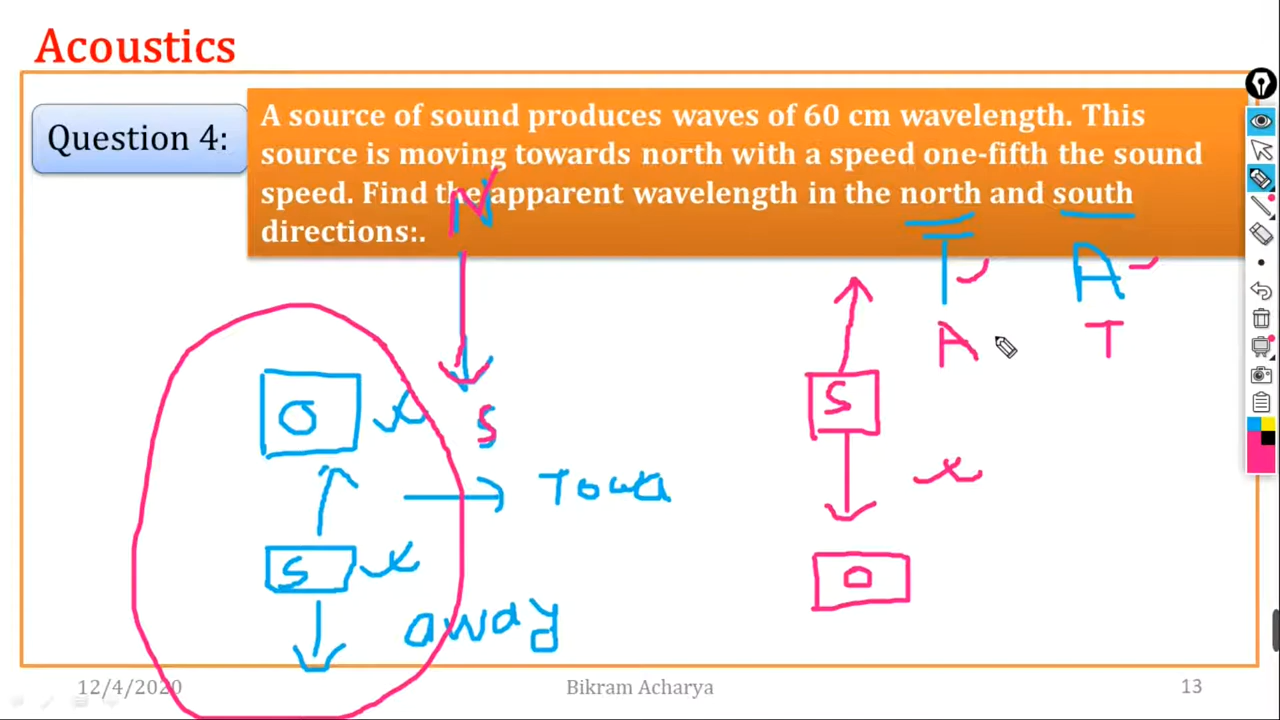 Acoustics
Question 4:
A source of sound produces waves of 60 cm wavelength. This
source is moving towards north with a speed one-fifth the sound
speed. Find the apparent wavelength in the north and south
directions:.
N
T A
A T
O
S
S
away
S
O
12/4/2020 Bikram Acharya 13